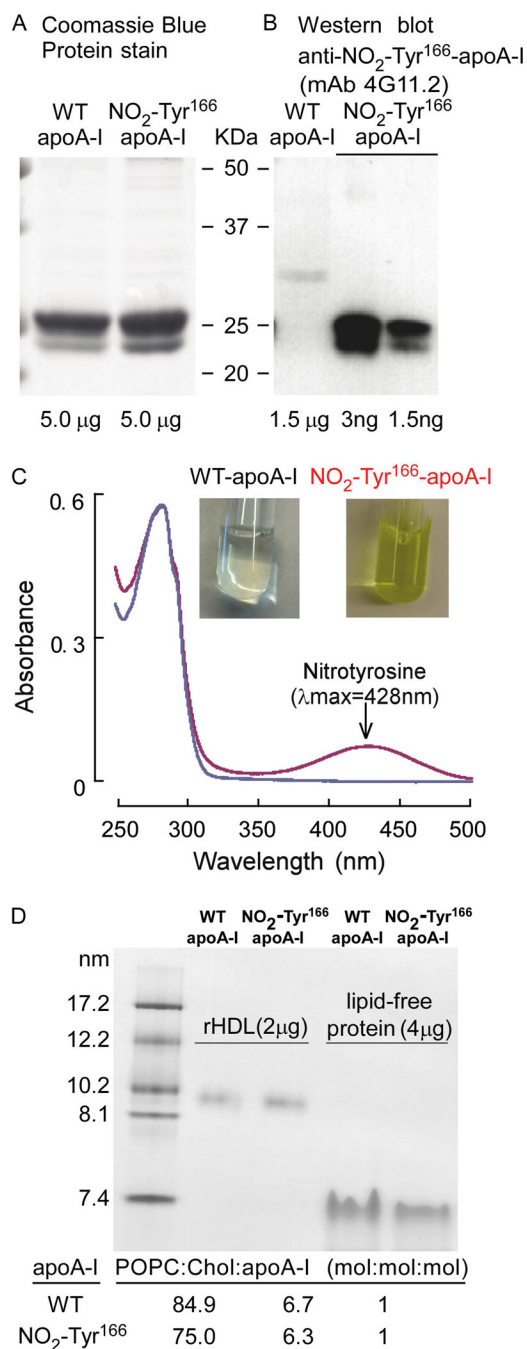 A Coomassie Blue
Protein stain
WT NO₂-Tyr¹⁶⁶
apoA-I apoA-I
5.0 µg 5.0 µg
KDa
50
37
25
20
B Western blot
anti-NO₂-Tyr¹⁶⁶-apoA-I
(mAb 4G11.2)
WT NO₂-Tyr¹⁶⁶
apoA-I apoA-I
1.5 µg 3ng 1.5ng
C
WT-apoA-I NO₂-Tyr¹⁶⁶-apoA-I
0.6
0.3
0
Absorbance
Nitrotyrosine
(λmax=428nm)
250 300 350 400 450 500
Wavelength (nm)
D
WT NO₂-Tyr¹⁶⁶ WT NO₂-Tyr¹⁶⁶
apoA-I apoA-I apoA-I apoA-I
nm
17.2
12.2
10.2
8.1
7.4
rHDL(2µg)
lipid-free
protein (4µg)
apoA-I POPC:Chol:apoA-I (mol:mol:mol)
WT 84.9 6.7 1
NO₂-Tyr¹⁶⁶ 75.0 6.3 1